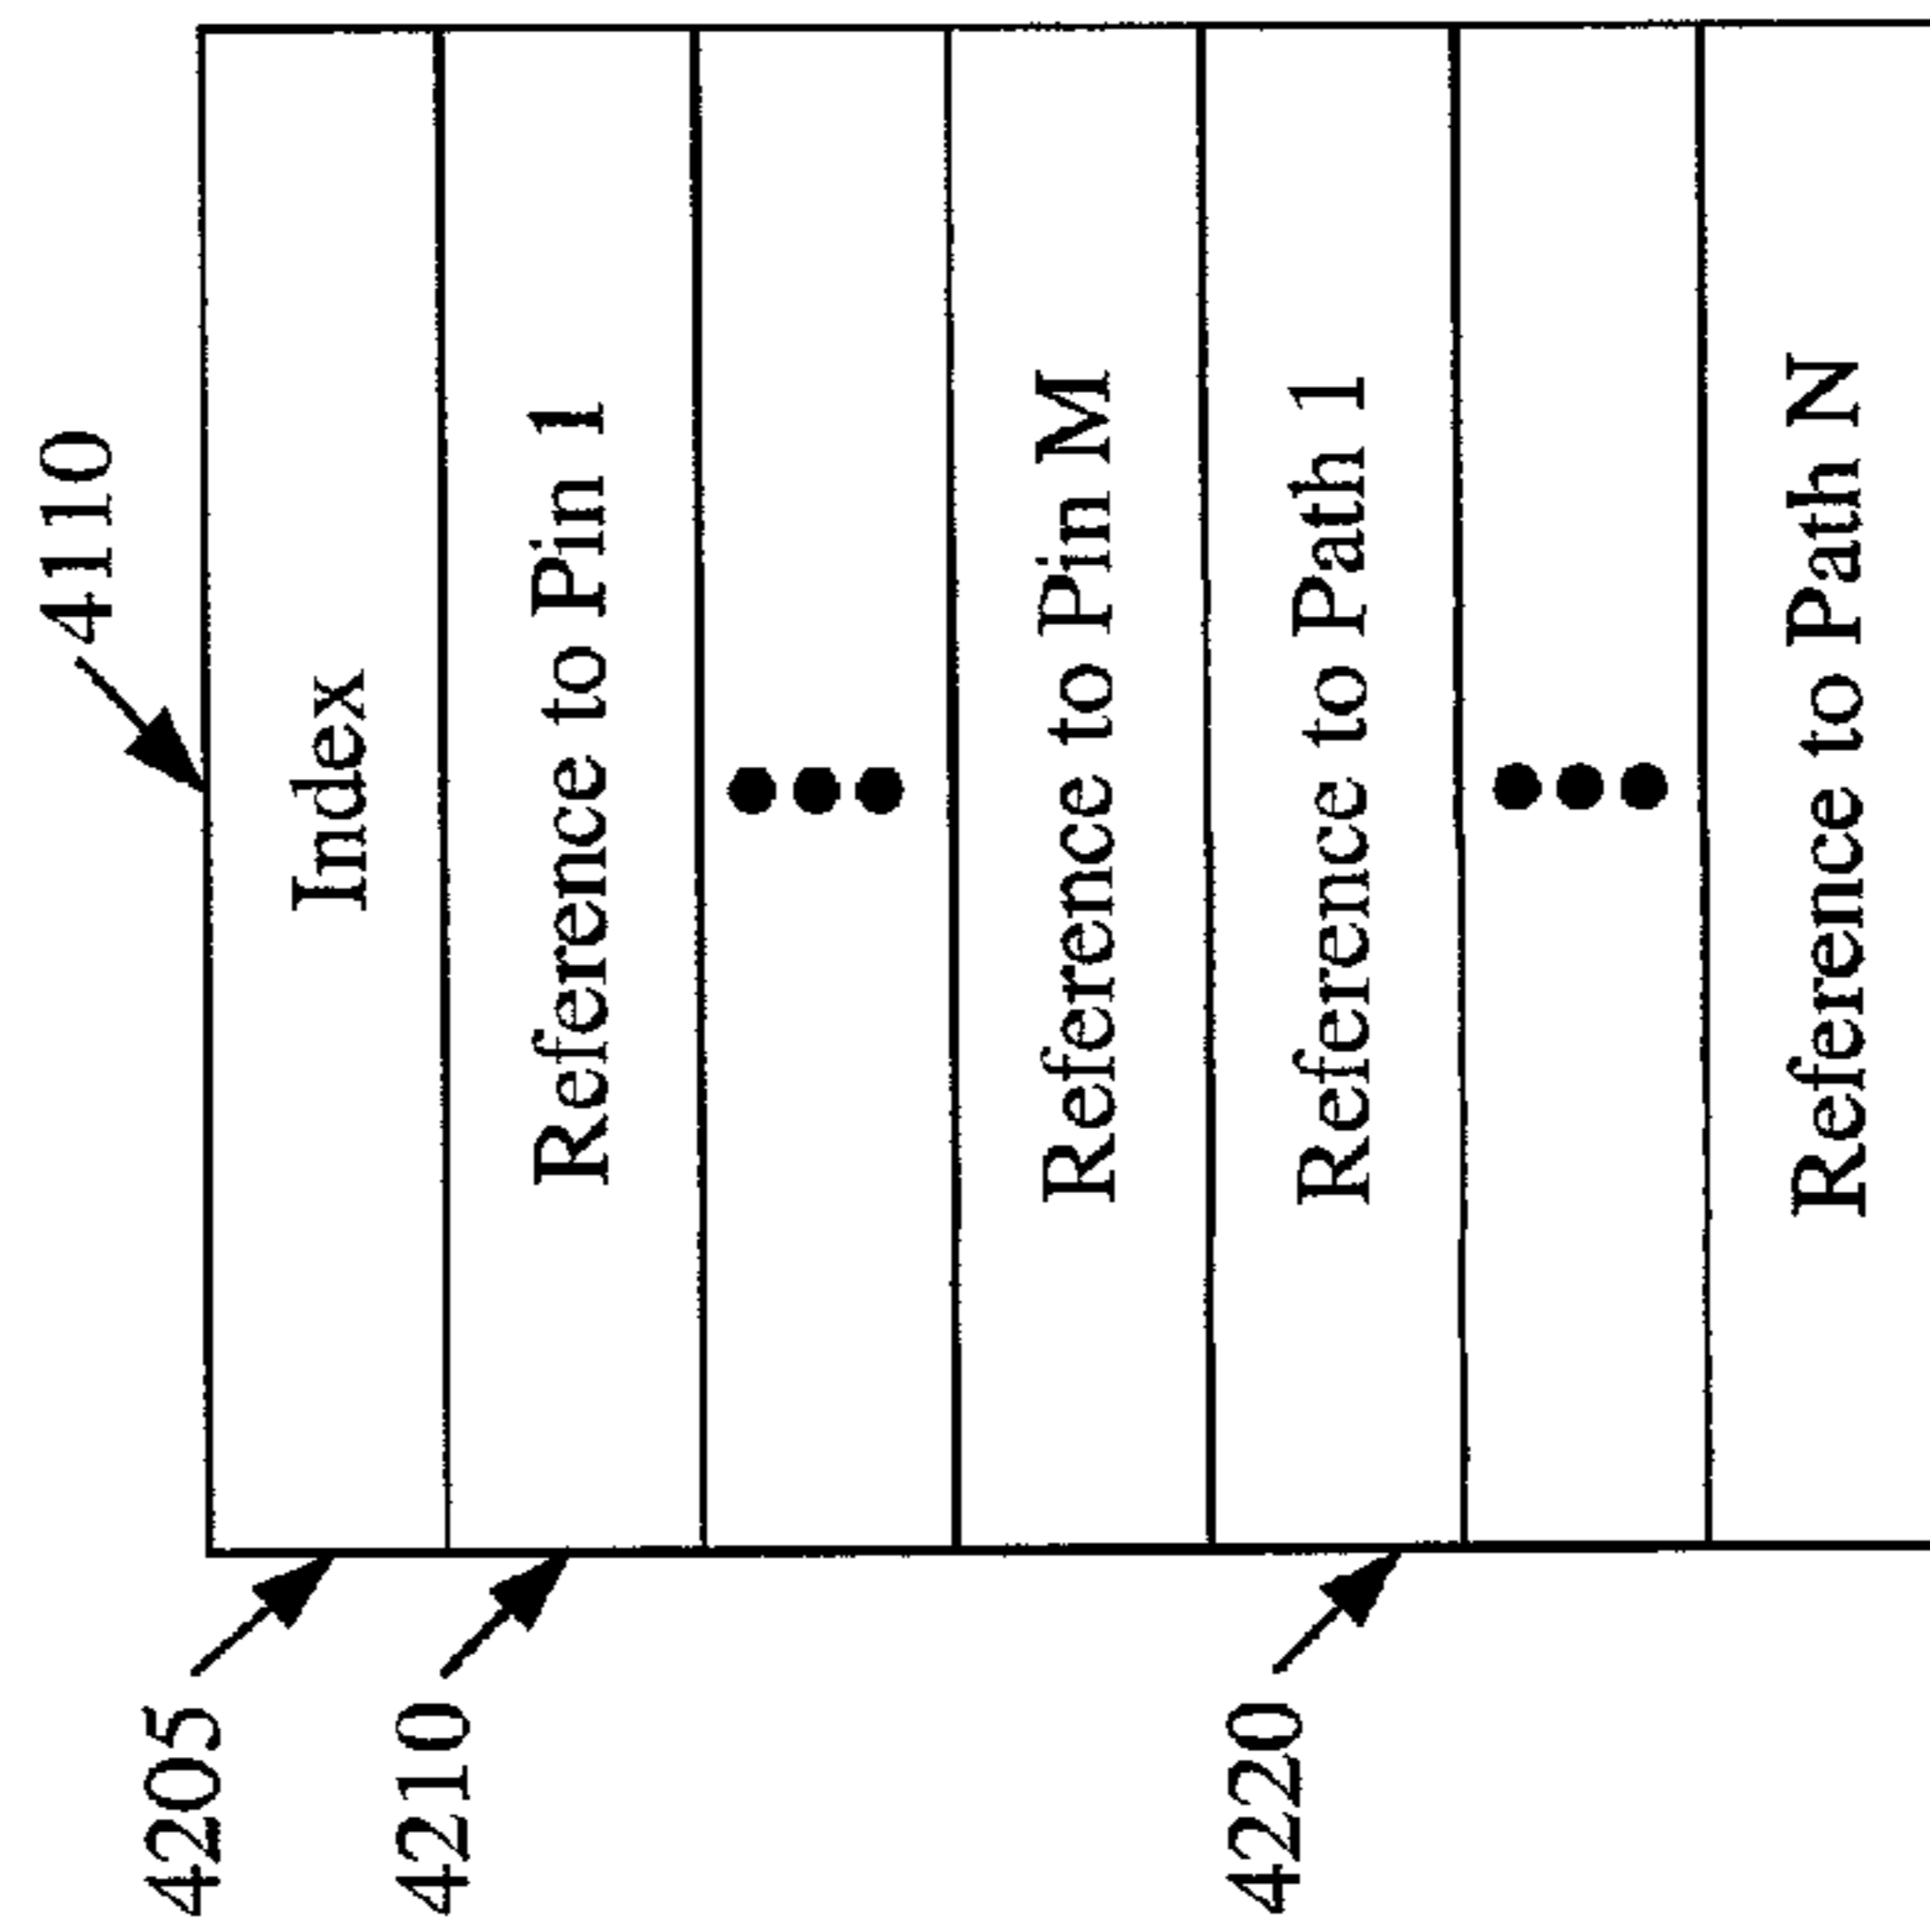 4110
4205
Index
4210
Reference to Pin 1
Reference to Pin M
4220
Reference to Path 1
Reference to Path N